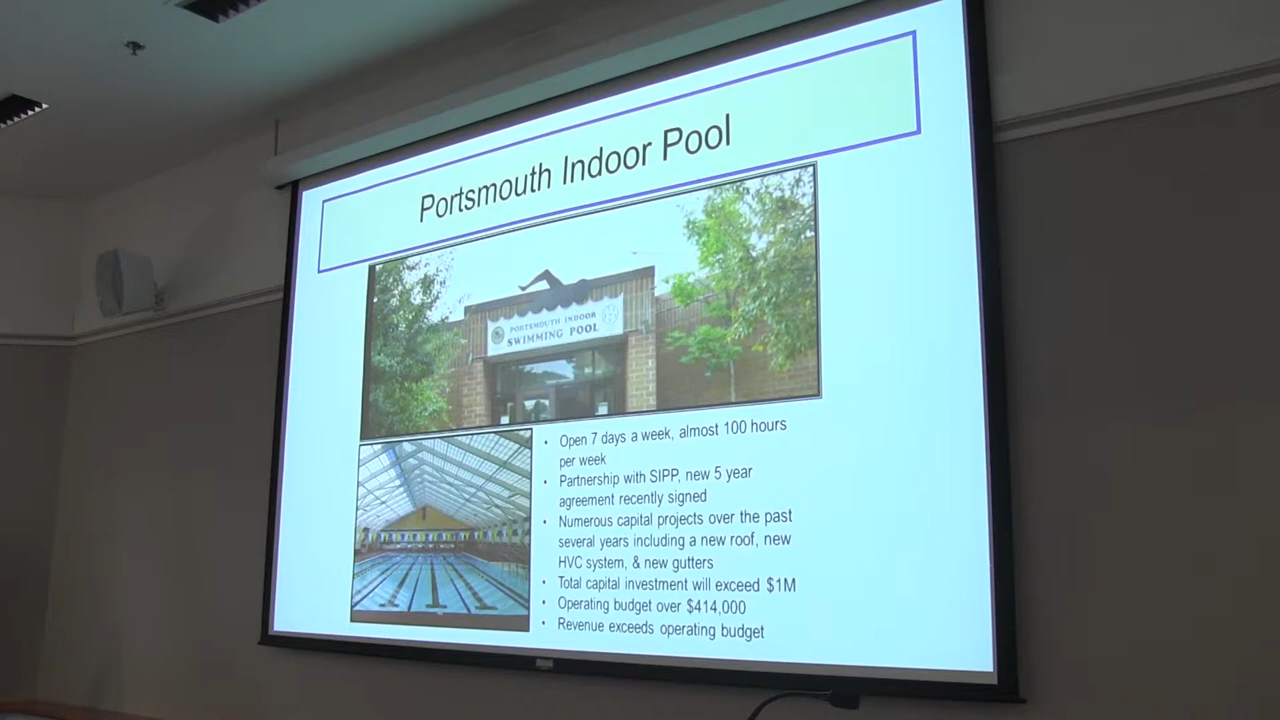 Portsmouth Indoor Pool
PORTSMOUTH INDOOR
SWIMMING POOL
• Open 7 days a week, almost 100 hours
per week
• Partnership with SIPP, new 5 year
agreement recently signed
• Numerous capital projects over the past
several years including a new roof, new
HVC system, & new gutters
• Total capital investment will exceed $1M
• Operating budget over $414,000
• Revenue exceeds operating budget